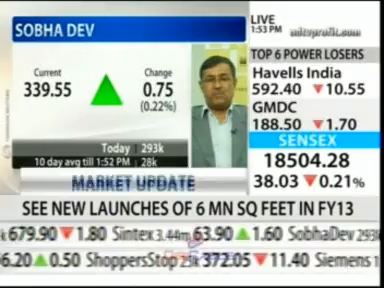 SOBHA DEV
LIVE
1:53 PM
Current
339.55
Change
0.75
(0.22%)
Today 293k
10 day avg till 1:52 PM 28k
MARKET UPDATE
TOP 6 POWER LOSERS
Havells India
592.40 ▼10.55
GMDC
188.50 ▼1.70
SENSEX
18504.28
38.03 ▼0.21%
SEE NEW LAUNCHES OF 6 MN SQ FEET IN FY13
679.90 ▼1.80 Sintex 3.44m 63.90 ▲1.60 SobhaDev 293k
6.20 ▲0.50 ShoppersStop 25k 372.05 ▼11.40 Siemens